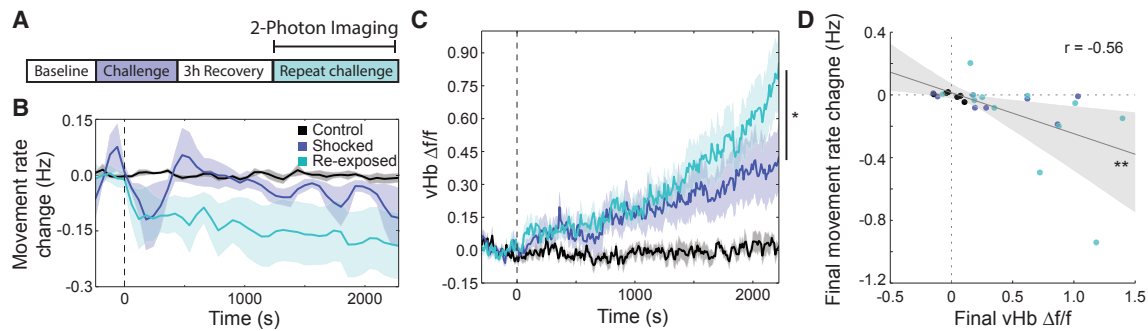 A
2-Photon Imaging
Baseline
Challenge
3h Recovery
Repeat challenge
B
Movement rate
change (Hz)
0.15
0.0
-0.15
-0.3
Control
Shocked
Re-exposed
0
1000
2000
Time (s)
C
vHb Δf/f
0.90
0.75
0.60
0.45
0.30
0.15
0.0
-0.15
*
0
1000
2000
Time (s)
D
Final movement rate chagne (Hz)
0.4
0
-0.4
-0.8
-1.2
r = -0.56
**
-0.5
0
0.5
1.0
1.5
Final vHb Δf/f